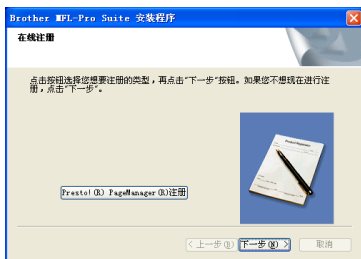 Brother MFL-Pro Suite 安装程序
在线注册
点击按钮选择您想要注册的类型，再点击“下一步”按钮。如果您不想现在进行注
册，点击“下一步”。
Product Registration
Presto! (R) PageManager (R)注册
< 上一步(B)
下一步(N) >
取消